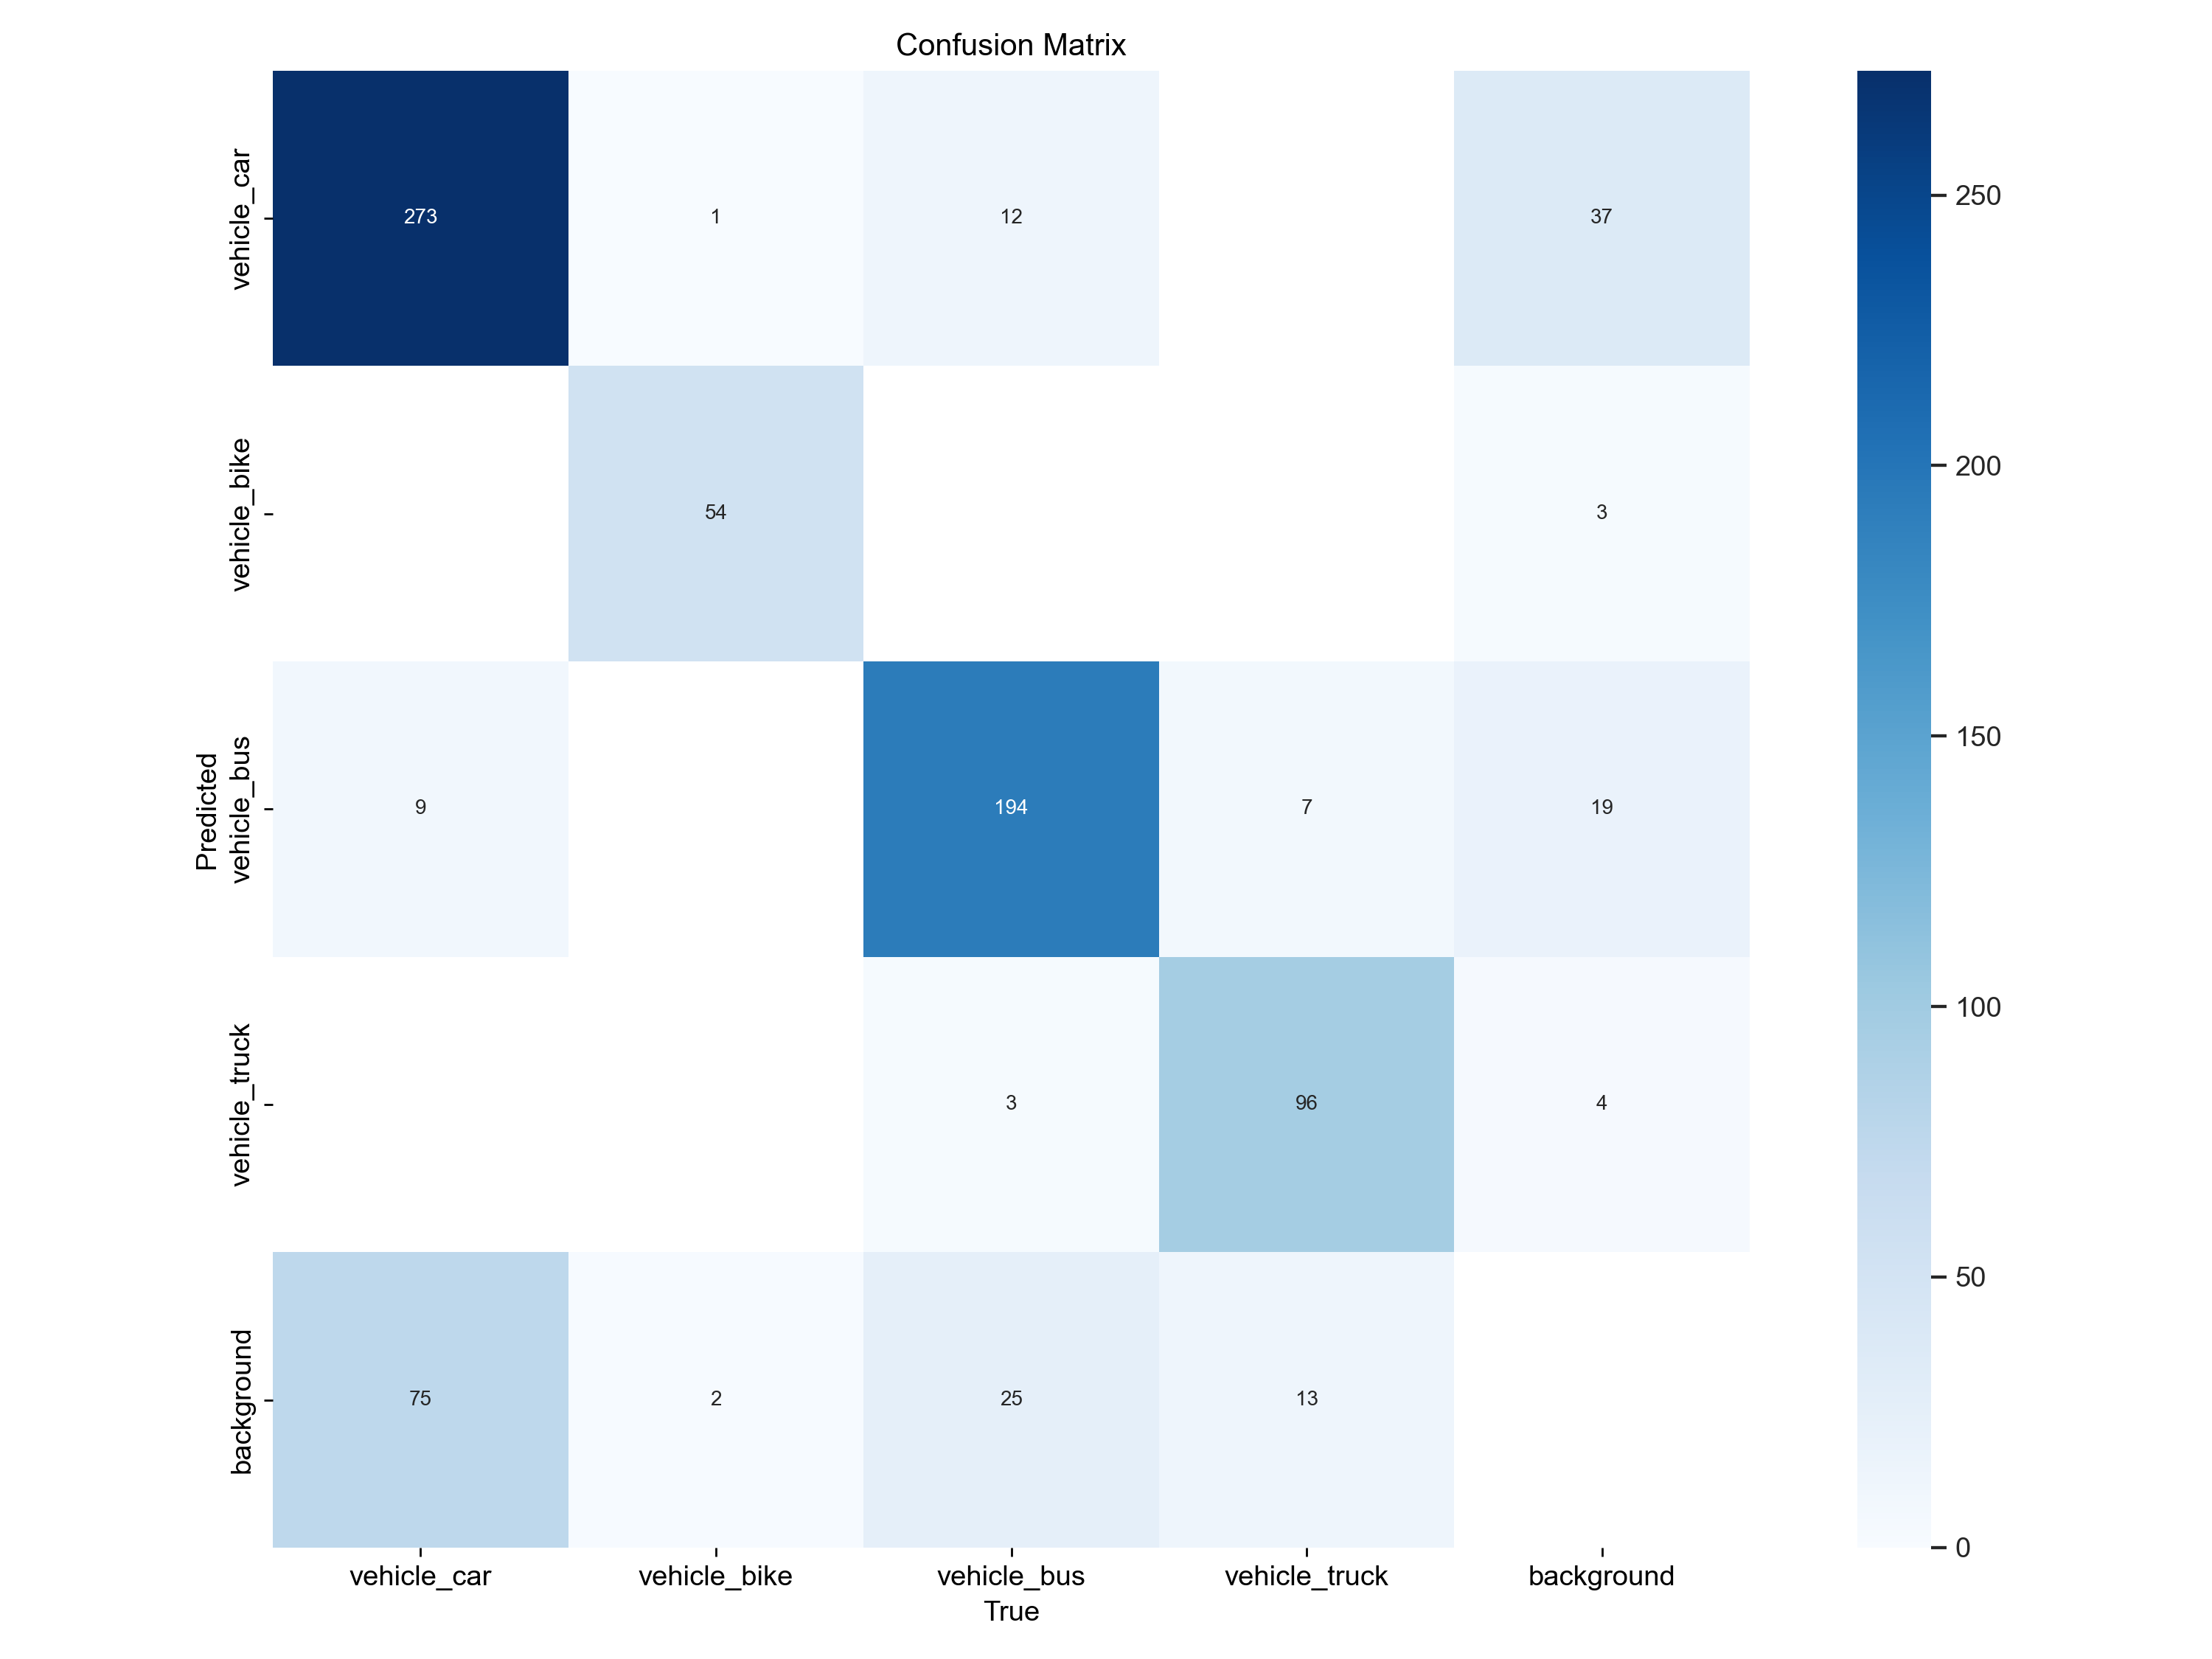 Confusion Matrix
vehicle_car
273
1
12
37
vehicle_bike
54
3
Predicted
vehicle_bus
9
194
7
19
vehicle_truck
3
96
4
background
75
2
25
13
vehicle_car
vehicle_bike
vehicle_bus
vehicle_truck
background
True
250
200
150
100
50
0